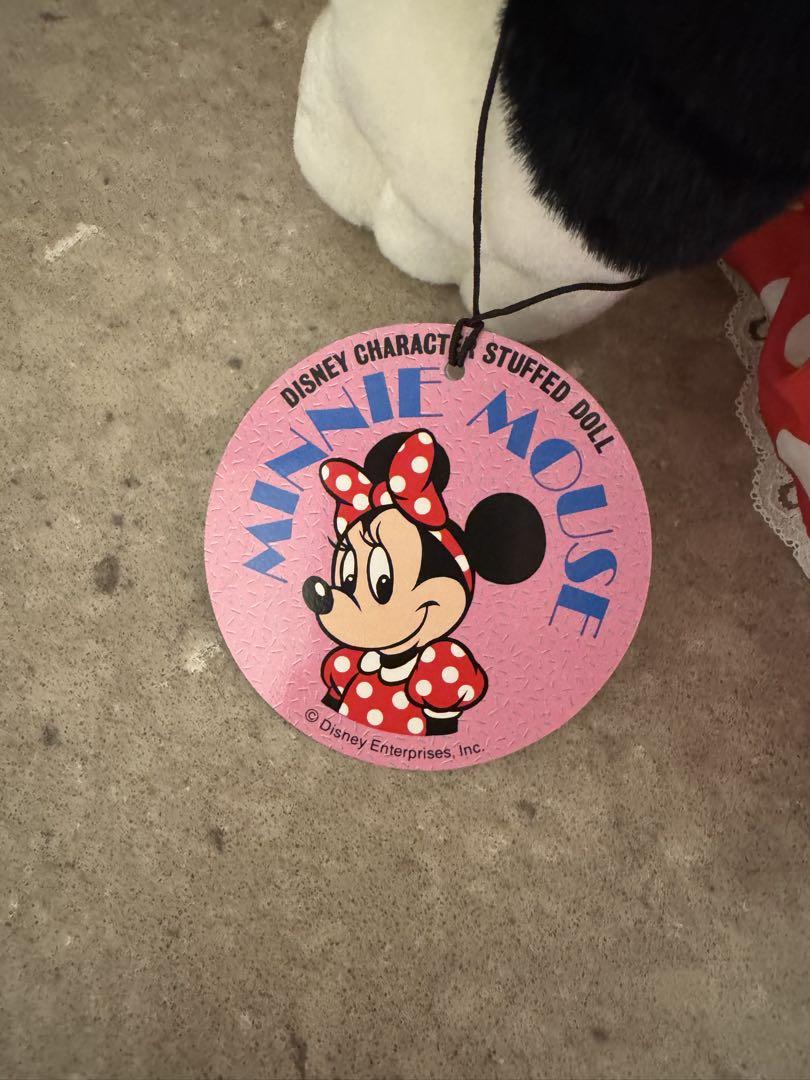 DISNEY CHARACTER STUFFED DOLL
MINNIE MOUSE
© Disney Enterprises, Inc.